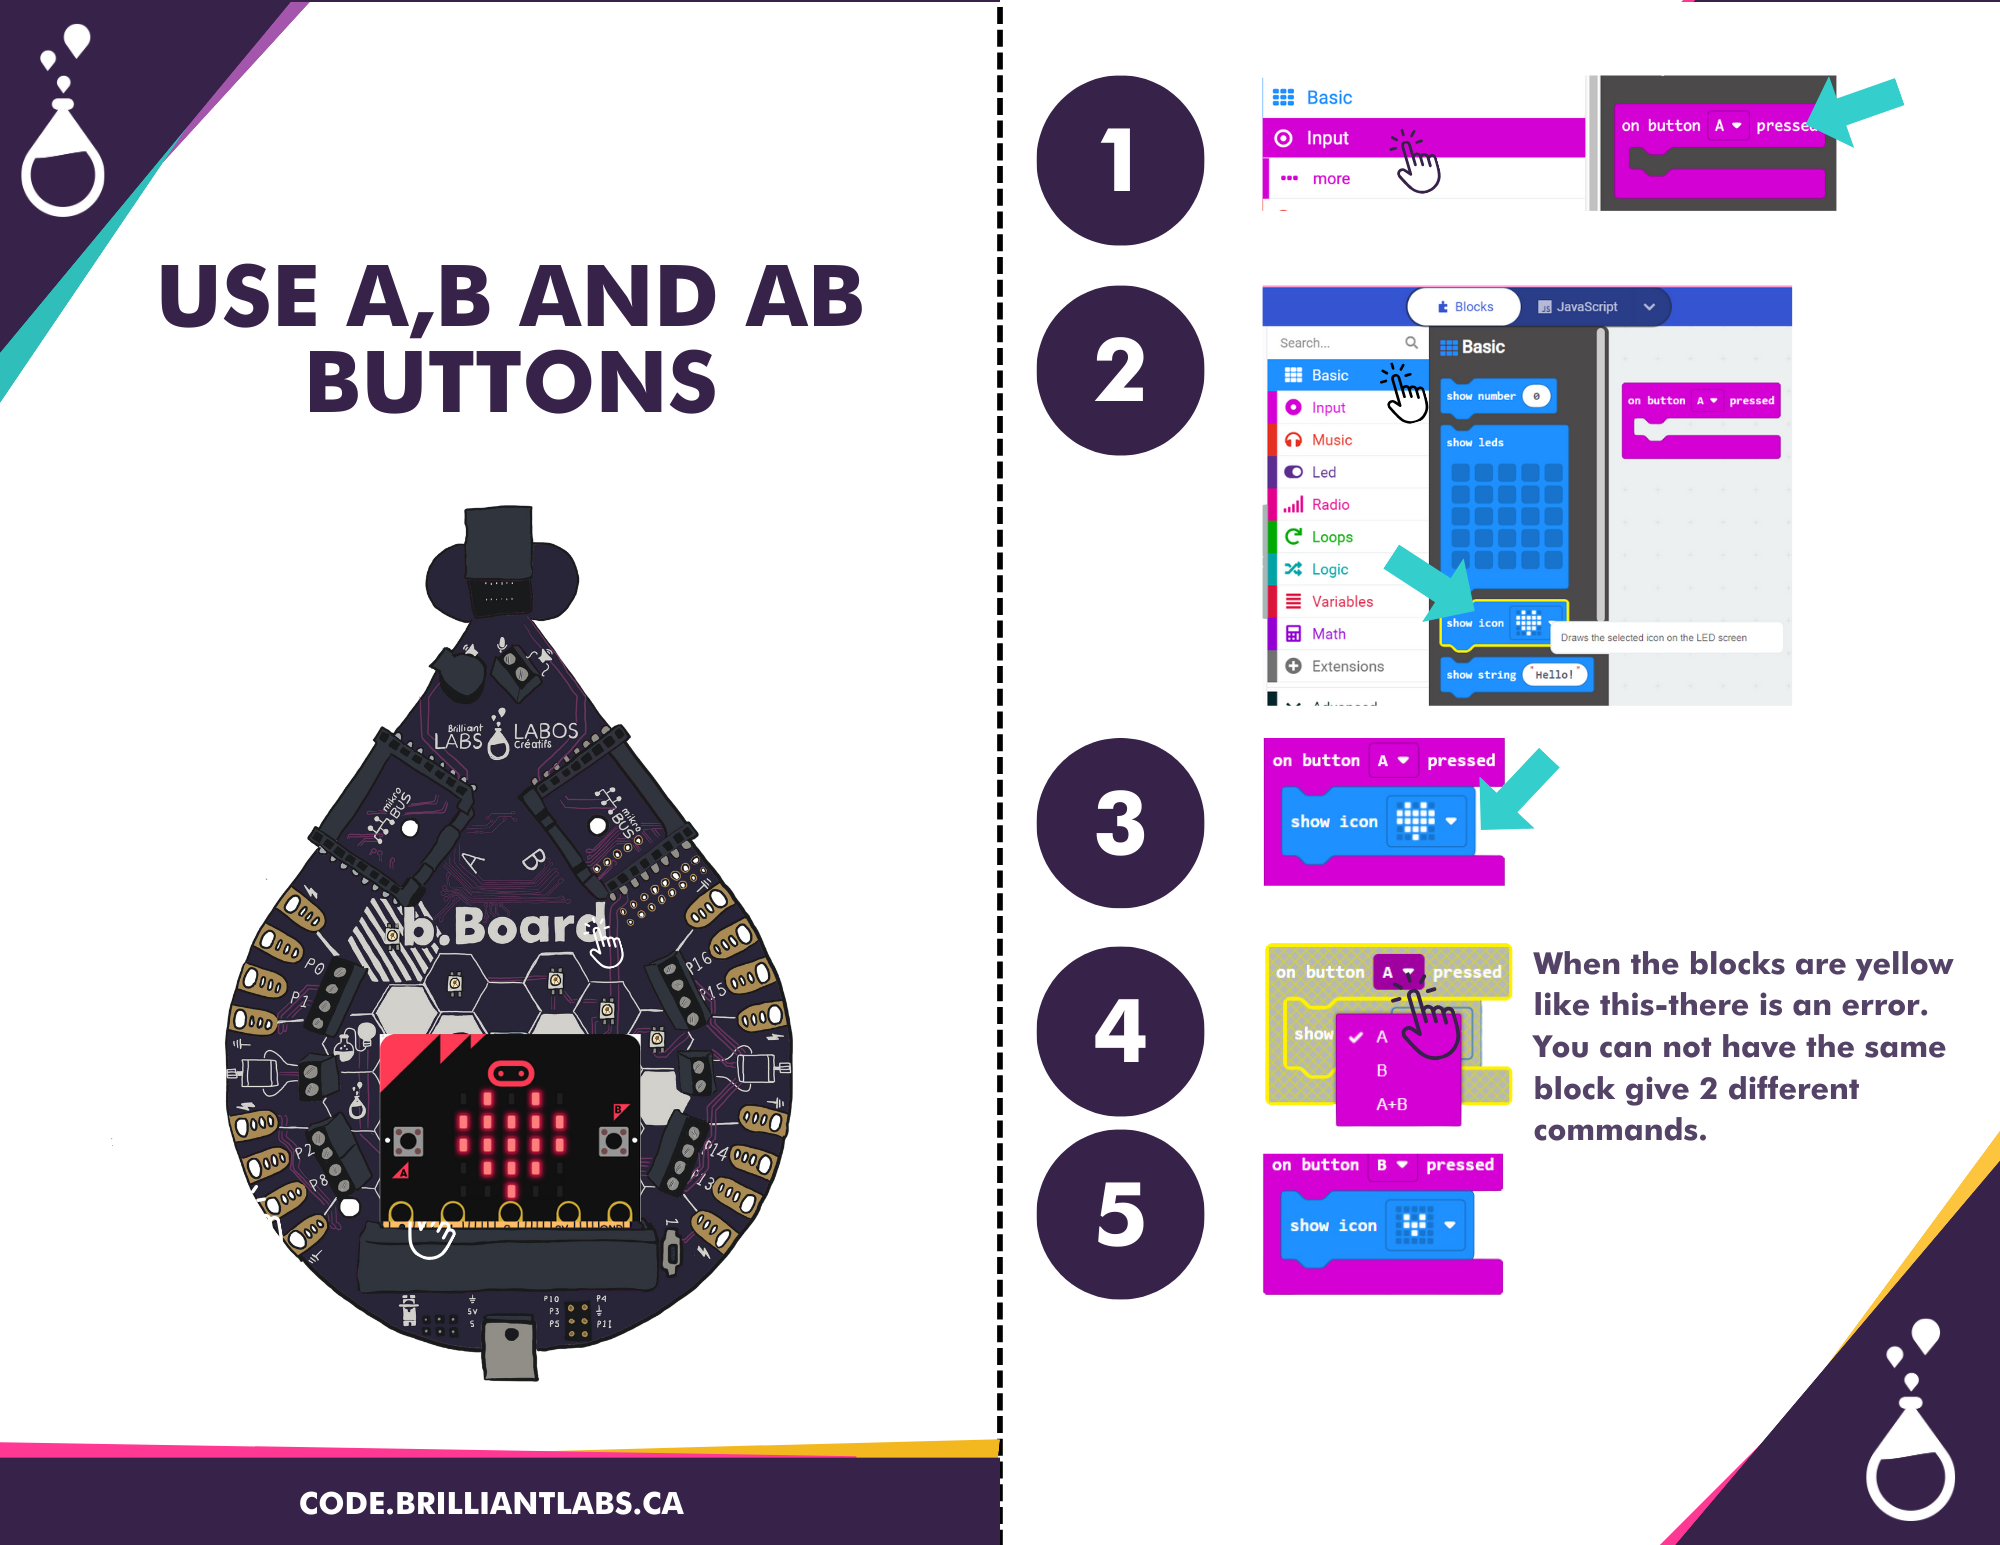 USE A,B AND AB
BUTTONS
Brilliant
LABS
LABOS
Créatifs
mikro
BUS
mikro
BUS
A
B
b.Board
P0
P1
P16
P15
P2
P8
P14
P13
B
A
5V
S
P10
P3
P5
P4
P11
CODE.BRILLIANTLABS.CA
1
Basic
Input
more
on button A pressed
2
Blocks
JavaScript
Search...
Basic
Input
Music
Led
Radio
Loops
Logic
Variables
Math
Extensions
Advanced
Basic
show number 0
show leds
show icon
Draws the selected icon on the LED screen
show string "Hello!"
on button A pressed
3
on button A pressed
show icon
4
on button A pressed
show
A
B
A+B
When the blocks are yellow
like this-there is an error.
You can not have the same
block give 2 different
commands.
5
on button B pressed
show icon